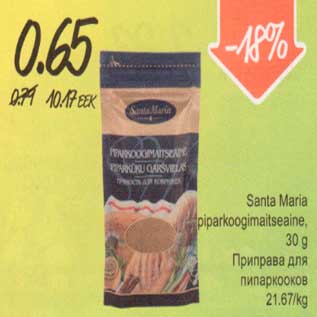 0.65
-18%
0.79 10.17 EEK
Santa Maria
PIPARKOOGIMAITSEAINE
PIPARKŪKU GARŠVIELAS
ПРЯНОСТЬ ДЛЯ КОВРИЖЕК
Santa Maria
piparkoogimaitseaine,
30 g
Приправа для
пипаркооков
21.67/kg